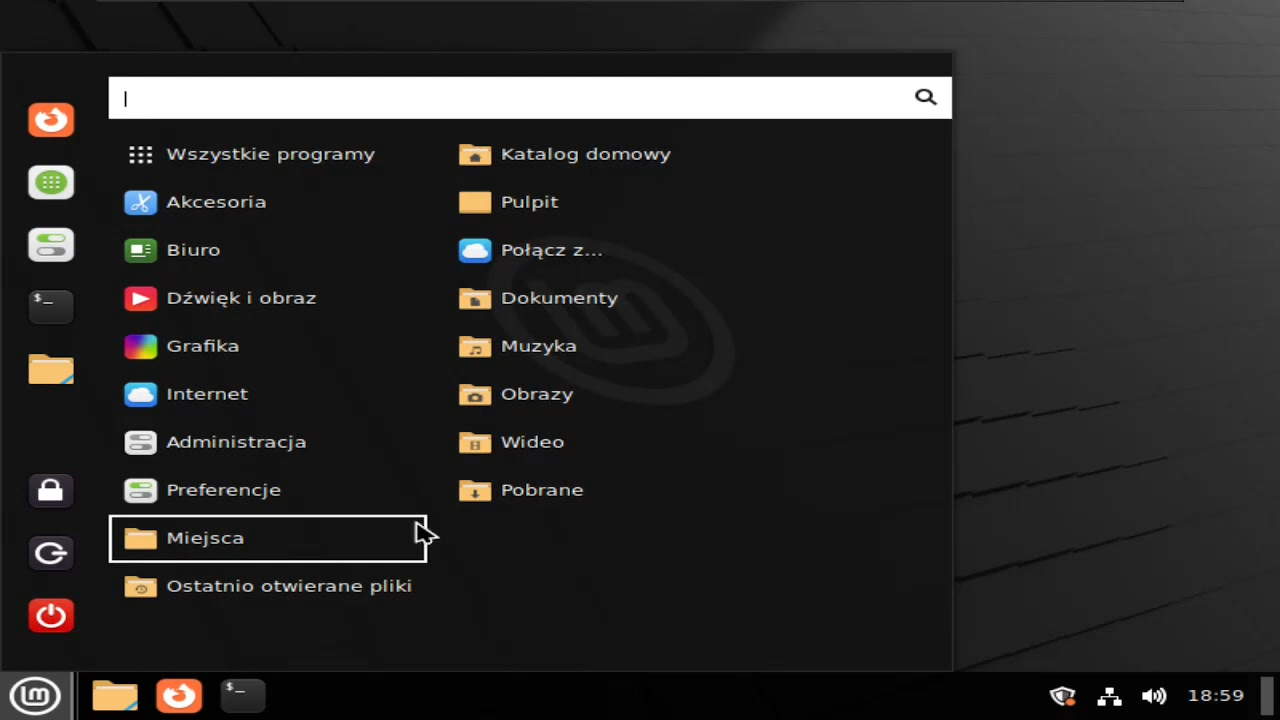 Wszystkie programy
Akcesoria
Biuro
Dźwięk i obraz
Grafika
Internet
Administracja
Preferencje
Miejsca
Ostatnio otwierane pliki
Katalog domowy
Pulpit
Połącz z...
Dokumenty
Muzyka
Obrazy
Wideo
Pobrane
$_
$_
18:59